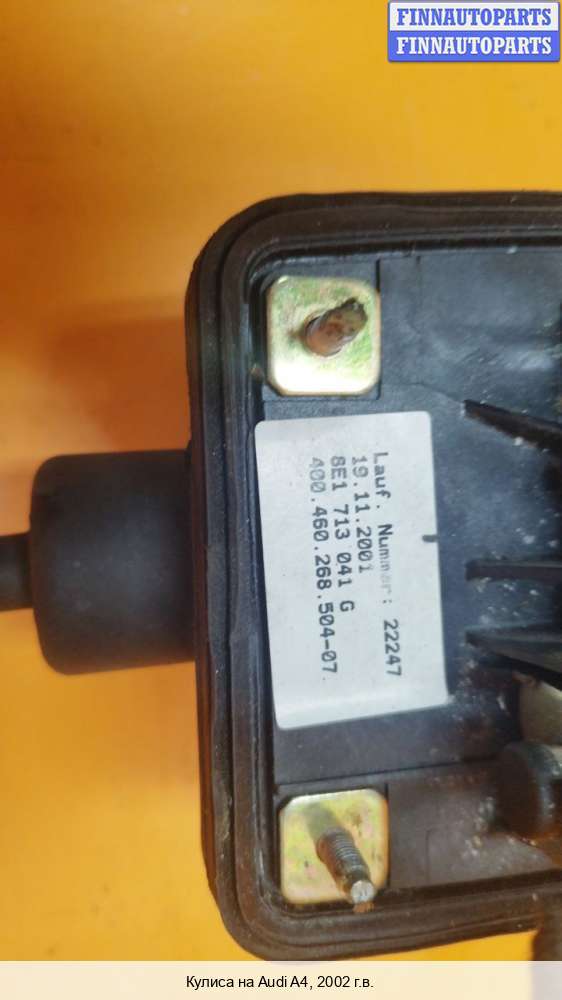 FINNAUTOPARTS
FINNAUTOPARTS
Lauf. Nummer: 22247
19.11.2001
8E1 713 041 G
400.460.268.504-07
Кулиса на Audi A4, 2002 г.в.